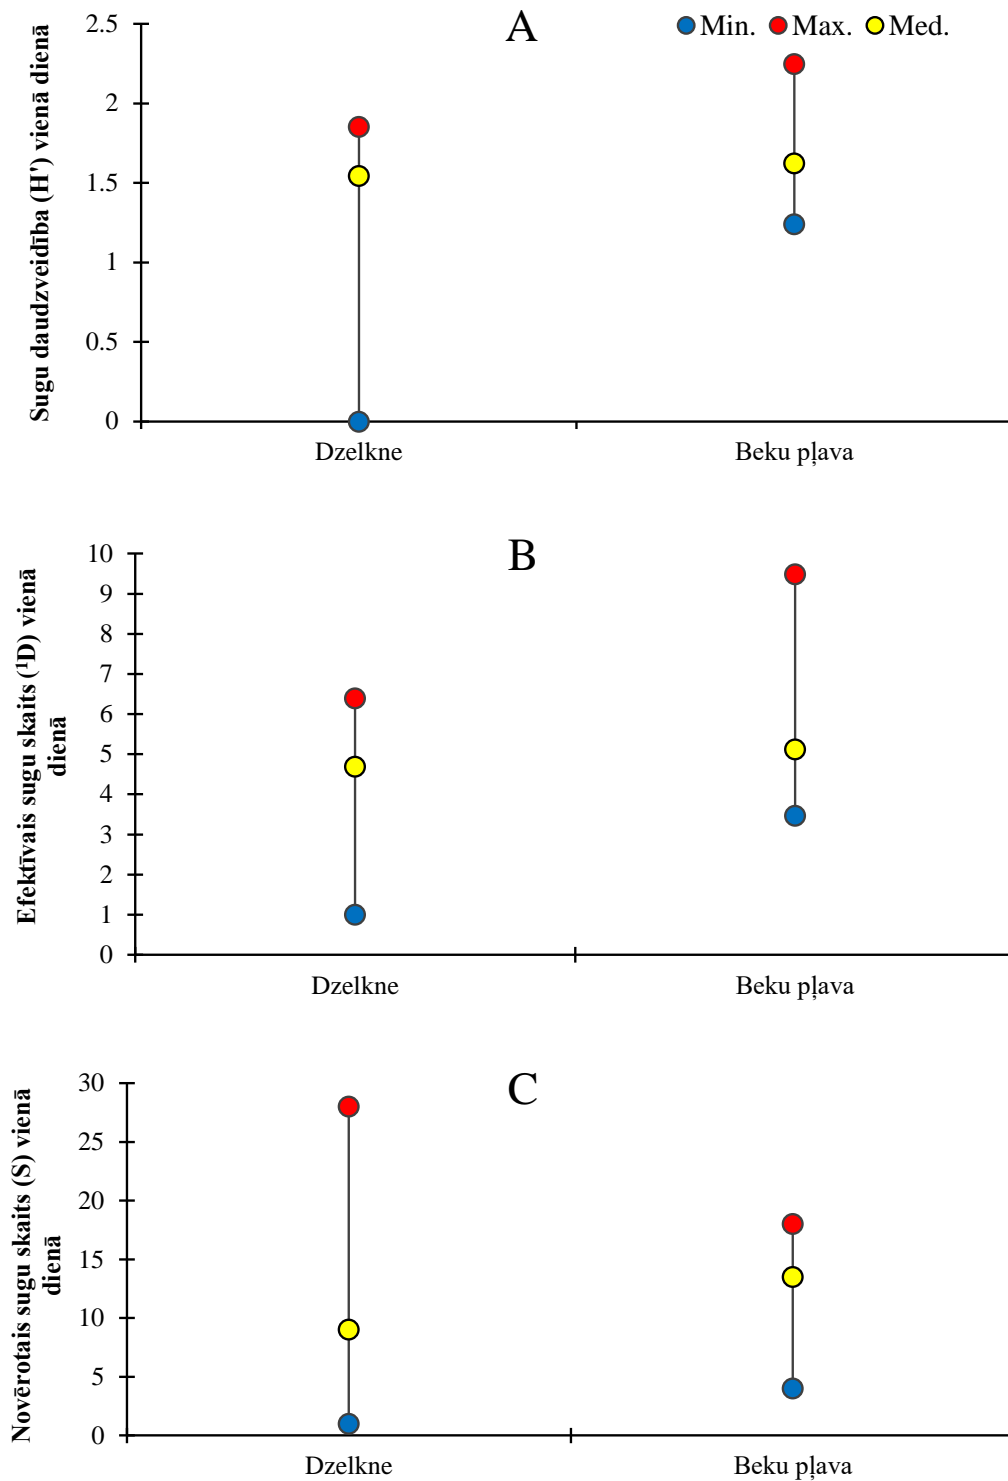 A
Min. Max. Med.
Sugu daudzveidība (H') vienā dienā
2.5
2
1.5
1
0.5
0
Dzelkne Beku pļava
B
Efektīvais sugu skaits (¹D) vienā
dienā
10
9
8
7
6
5
4
3
2
1
0
Dzelkne Beku pļava
C
Novērotais sugu skaits (S) vienā
dienā
30
25
20
15
10
5
0
Dzelkne Beku pļava